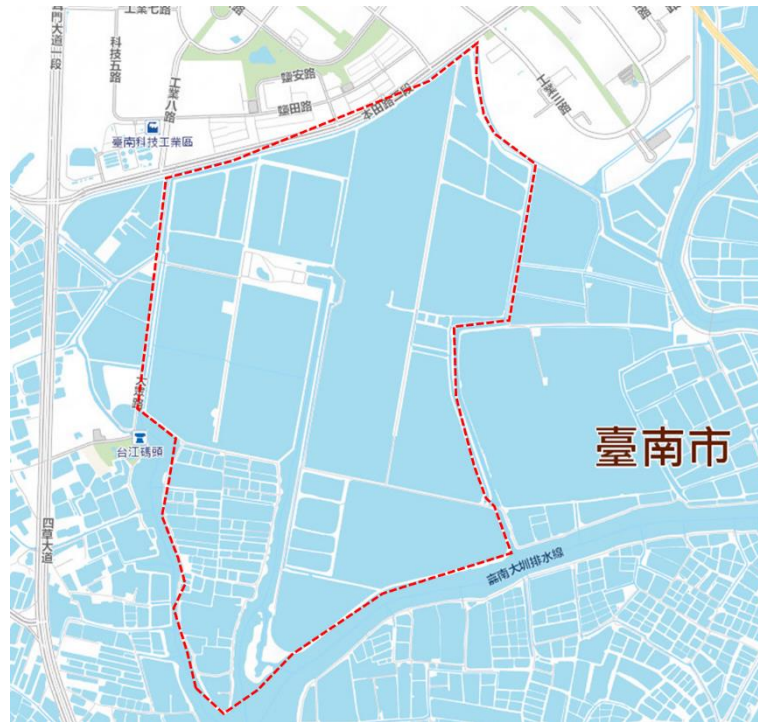 工業七路
科技五路
工業八路
鹽安路
鹽田路
本田路二段
工業三路
臺南科技工業區
大眾路
台江碼頭
四草大道
臺南市
嘉南大圳排水線